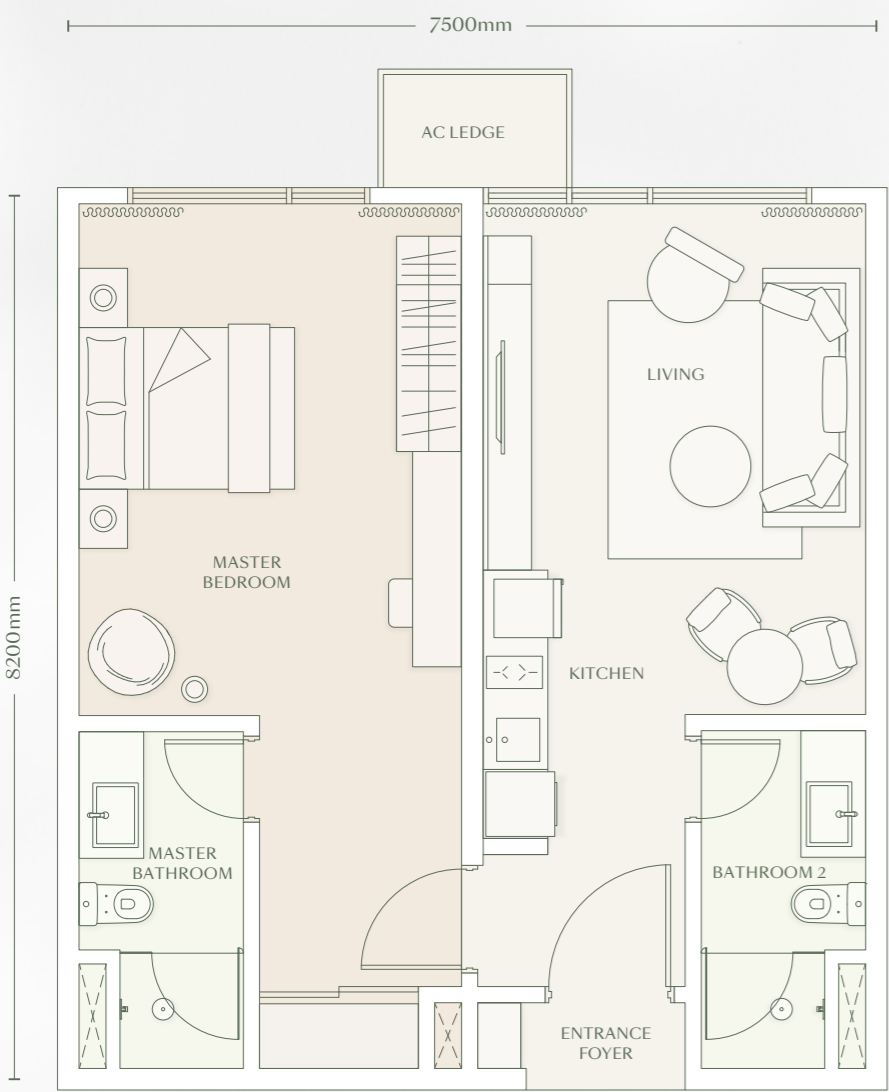 7500mm
AC LEDGE
LIVING
MASTER
BEDROOM
8200mm
KITCHEN
MASTER
BATHROOM
BATHROOM 2
ENTRANCE
FOYER